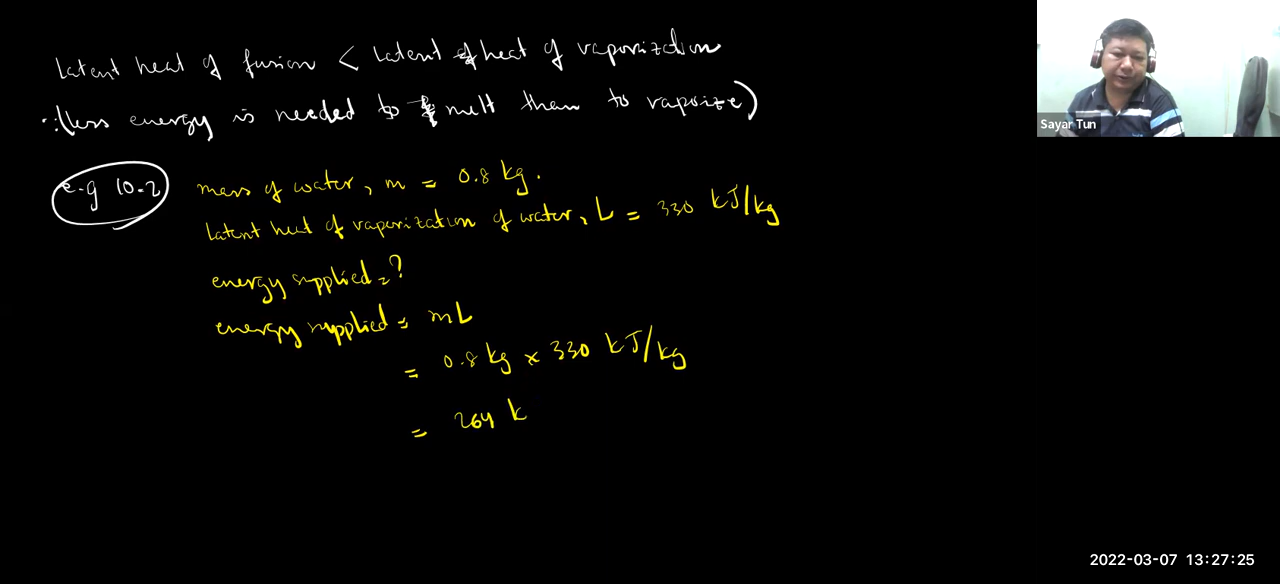 latent heat of fusion < latent heat of vaporization
∵ (less energy is needed to melt than to vaporize)
e-g 10.2
mass of water, m = 0.8 kg.
latent heat of vaporization of water, L = 330 kJ/kg
energy supplied = ?
energy supplied = mL
= 0.8 kg × 330 kJ/kg
= 264 k
Sayar Tun
2022-03-07 13:27:25